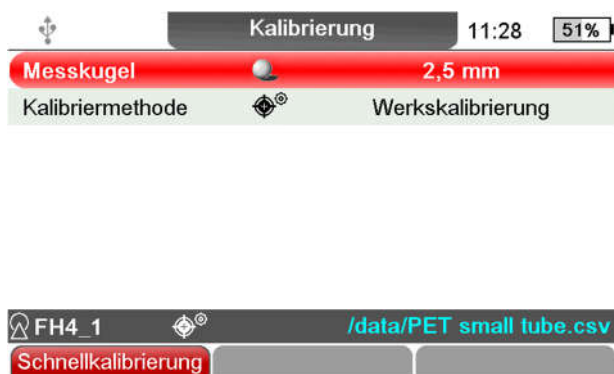 Kalibrierung 11:28 51%
Messkugel 2,5 mm
Kalibriermethode Werkskalibrierung
FH4_1 /data/PET small tube.csv
Schnellkalibrierung